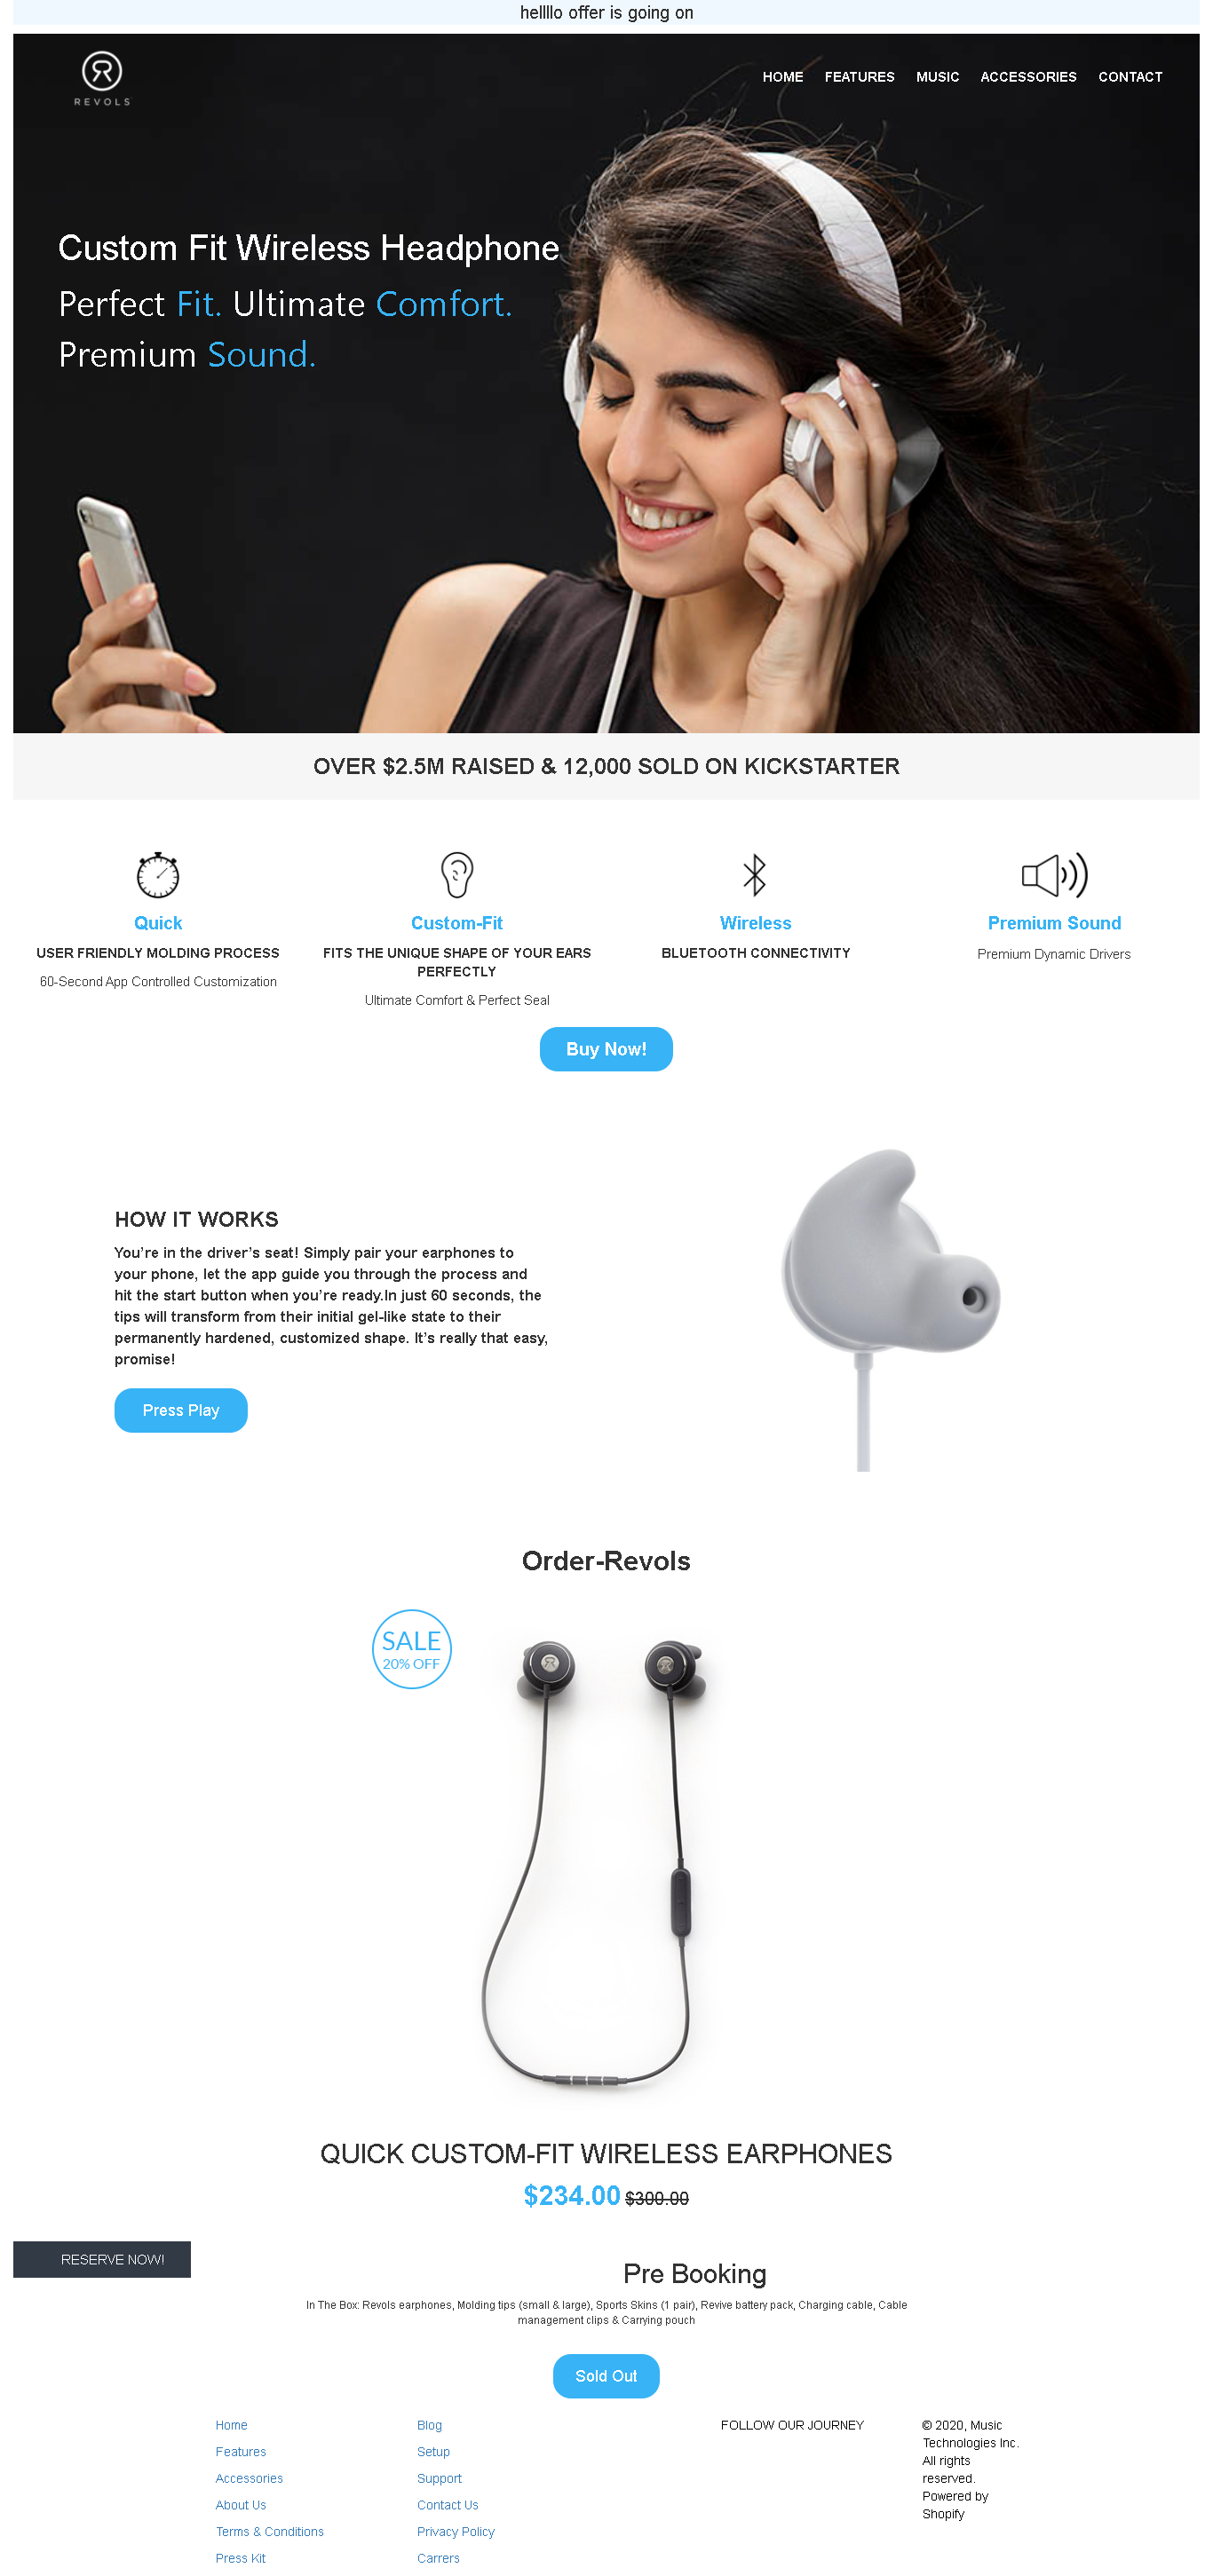 hellllo offer is going on
REVOLS
HOME FEATURES MUSIC ACCESSORIES CONTACT
Custom Fit Wireless Headphone
Perfect Fit. Ultimate Comfort.
Premium Sound.
OVER $2.5M RAISED & 12,000 SOLD ON KICKSTARTER
Quick
USER FRIENDLY MOLDING PROCESS
60-Second App Controlled Customization
Custom-Fit
FITS THE UNIQUE SHAPE OF YOUR EARS
PERFECTLY
Ultimate Comfort & Perfect Seal
Wireless
BLUETOOTH CONNECTIVITY
Premium Sound
Premium Dynamic Drivers
Buy Now!
HOW IT WORKS
You’re in the driver’s seat! Simply pair your earphones to
your phone, let the app guide you through the process and
hit the start button when you’re ready.In just 60 seconds, the
tips will transform from their initial gel-like state to their
permanently hardened, customized shape. It’s really that easy,
promise!
Press Play
Order-Revols
SALE
20% OFF
QUICK CUSTOM-FIT WIRELESS EARPHONES
$234.00 $300.00
RESERVE NOW!
Pre Booking
In The Box: Revols earphones, Molding tips (small & large), Sports Skins (1 pair), Revive battery pack, Charging cable, Cable
management clips & Carrying pouch
Sold Out
Home
Features
Accessories
About Us
Terms & Conditions
Press Kit
Blog
Setup
Support
Contact Us
Privacy Policy
Carrers
FOLLOW OUR JOURNEY
© 2020, Music
Technologies Inc.
All rights
reserved.
Powered by
Shopify